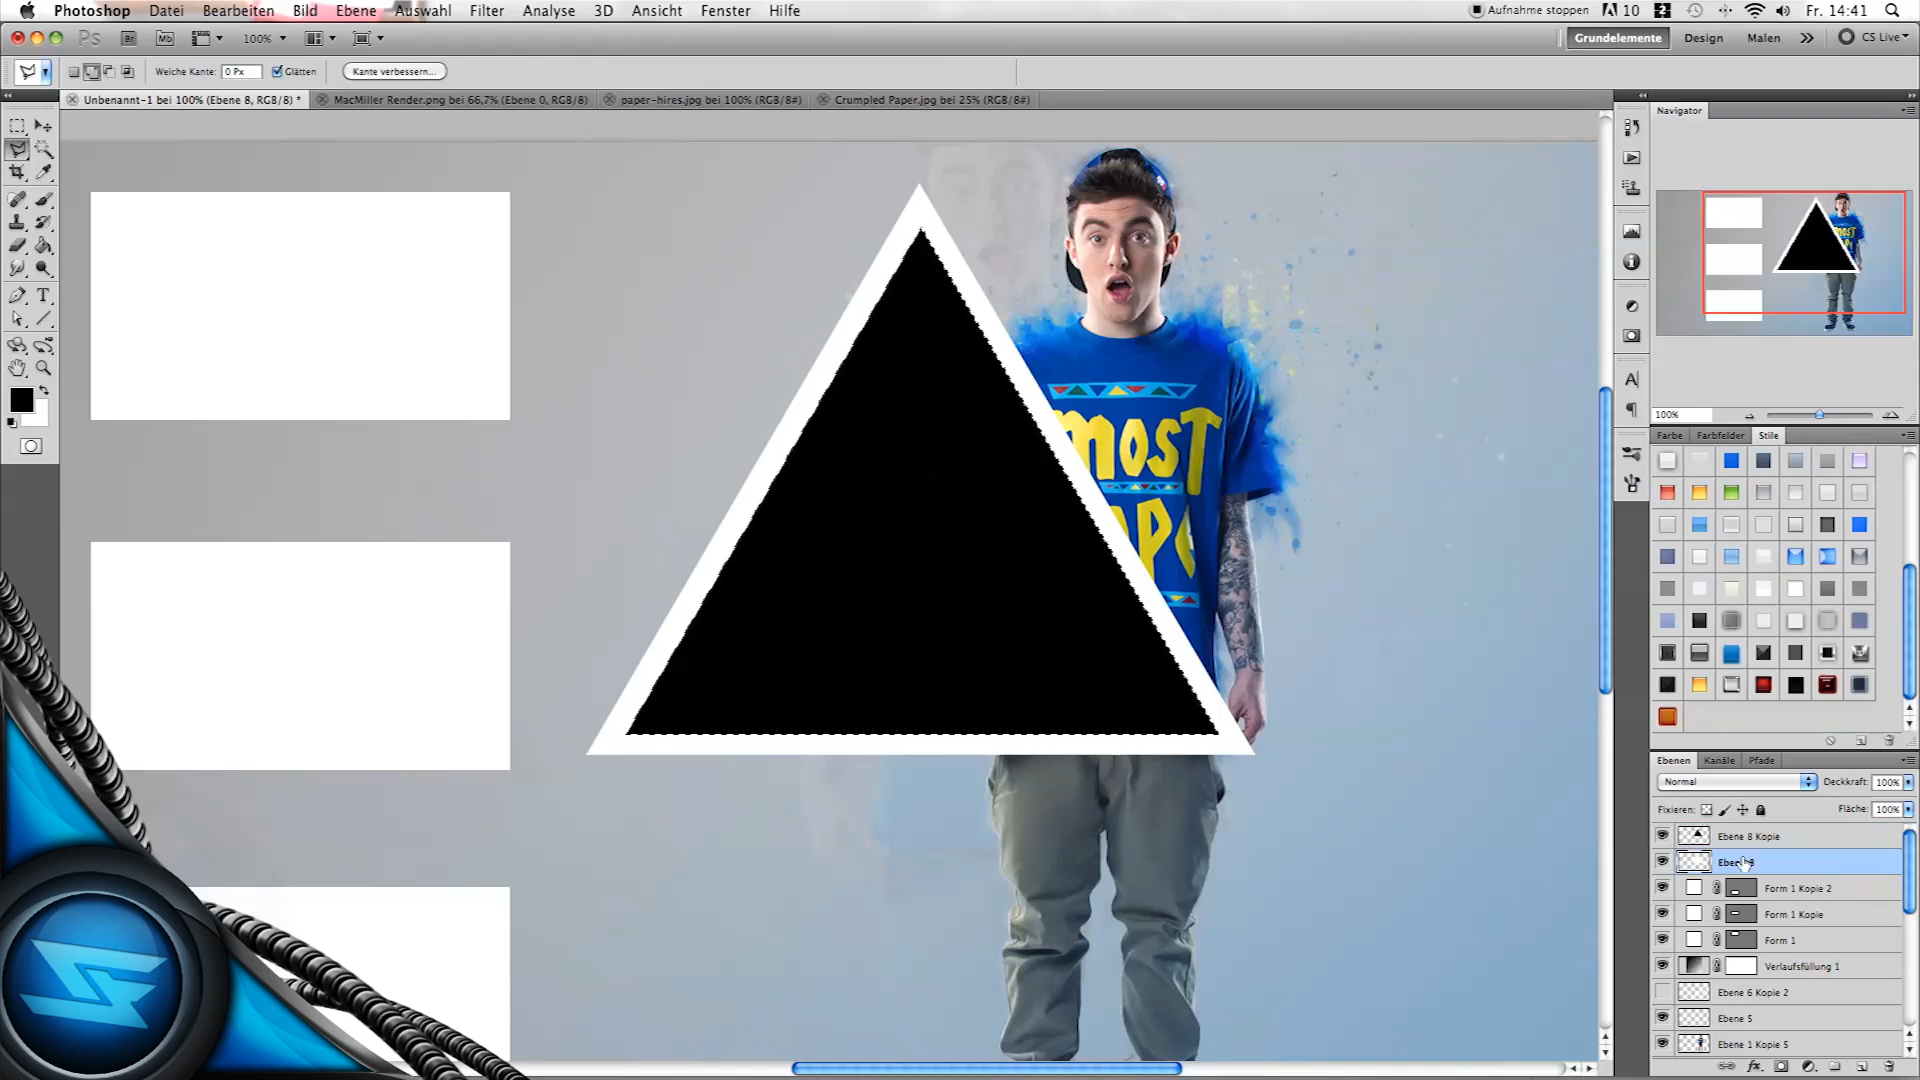 Photoshop Datei Bearbeiten Bild Ebene Auswahl Filter Analyse 3D Ansicht Fenster Hilfe Aufnahme stoppen 10 2 Fr. 14:41
Ps Br Mb 100% Grundelemente Design Malen CS Live
Weiche Kante: 0 Px Glätten Kante verbessern...
Unbenannt-1 bei 100% (Ebene 8, RGB/8) * MacMiller Render.png bei 66,7% (Ebene 0, RGB/8) paper-hires.jpg bei 100% (RGB/8#) Crumpled Paper.jpg bei 25% (RGB/8#)
Navigator
100%
Farbe Farbfelder Stile
MOST
Ebenen Kanäle Pfade
Normal Deckkraft: 100%
Fixieren: Fläche: 100%
Ebene 8 Kopie
Form 1 Kopie 2
Form 1 Kopie
Form 1
Verlaufsfüllung 1
Ebene 6 Kopie 2
Ebene 5
Ebene 1 Kopie 5